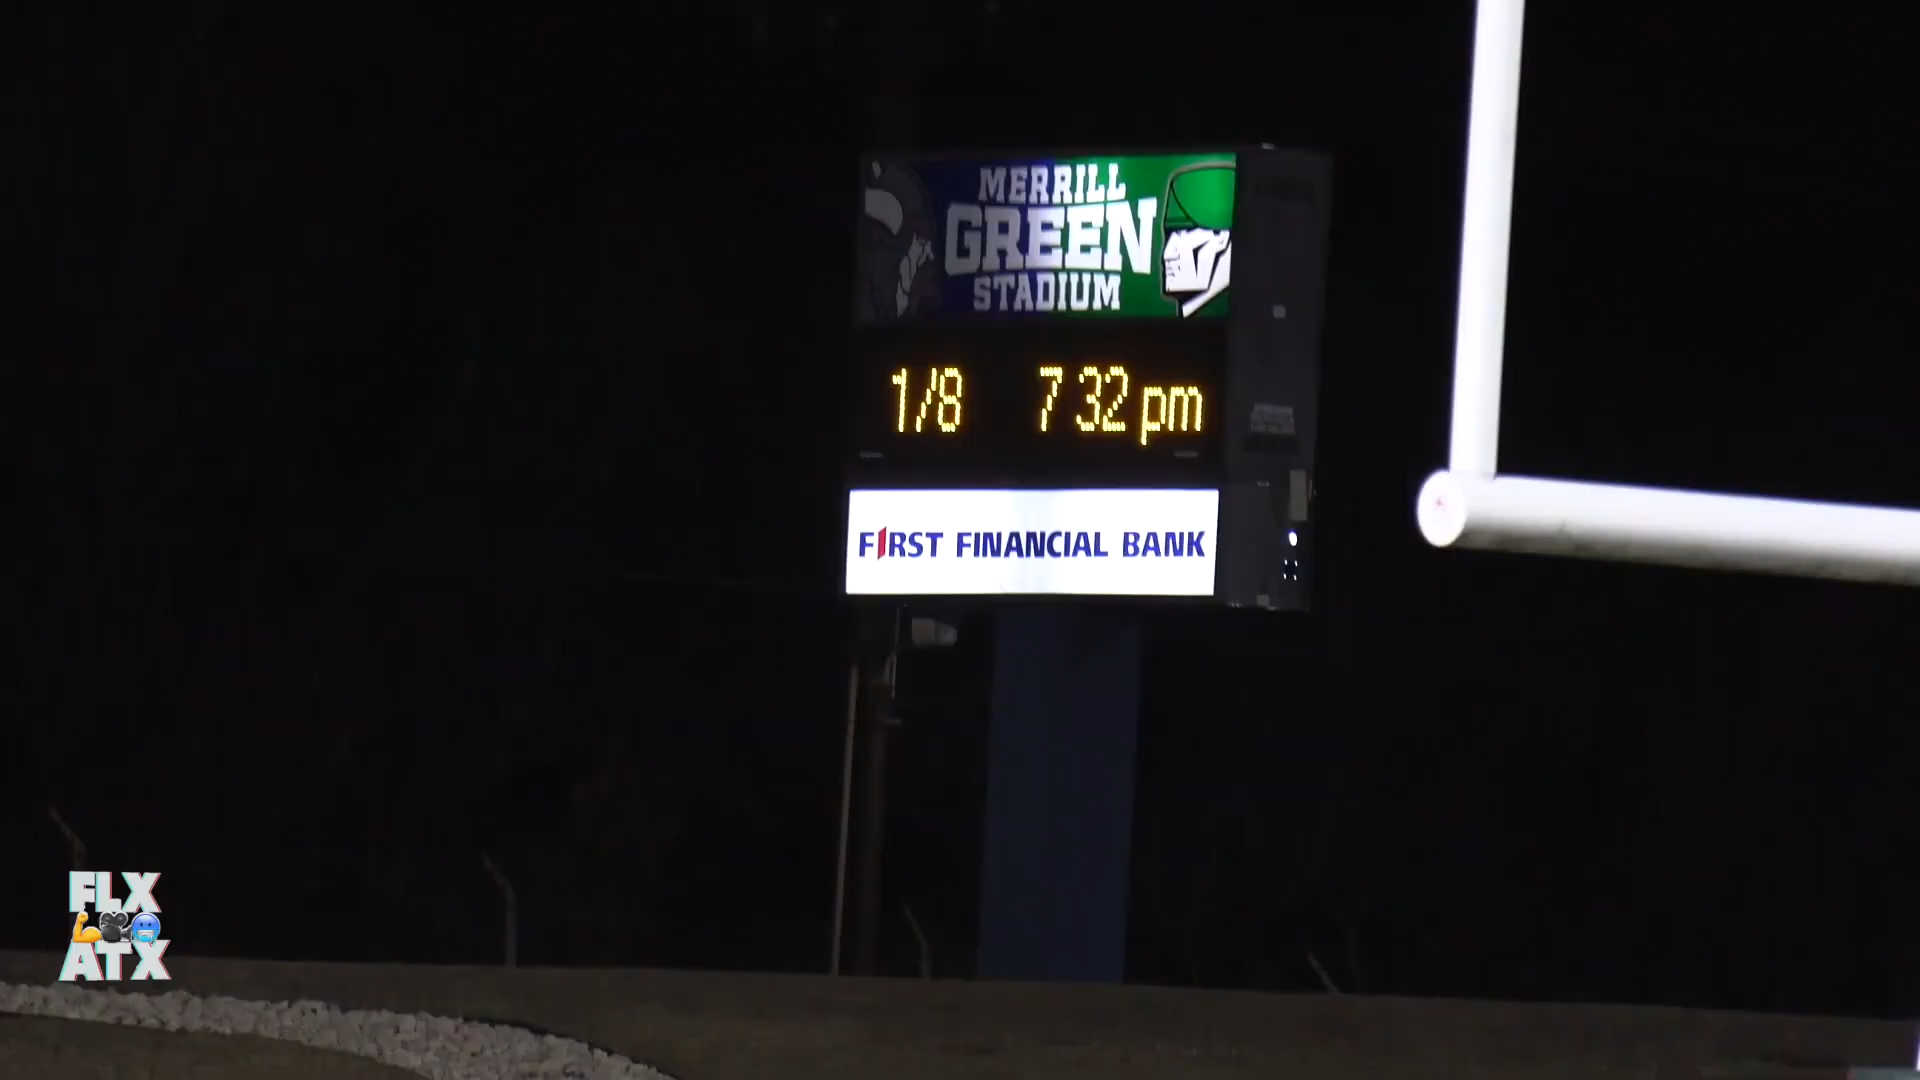 MERRILL
GREEN
STADIUM
1/8 7 32 pm
FIRST FINANCIAL BANK
FLX
ATX